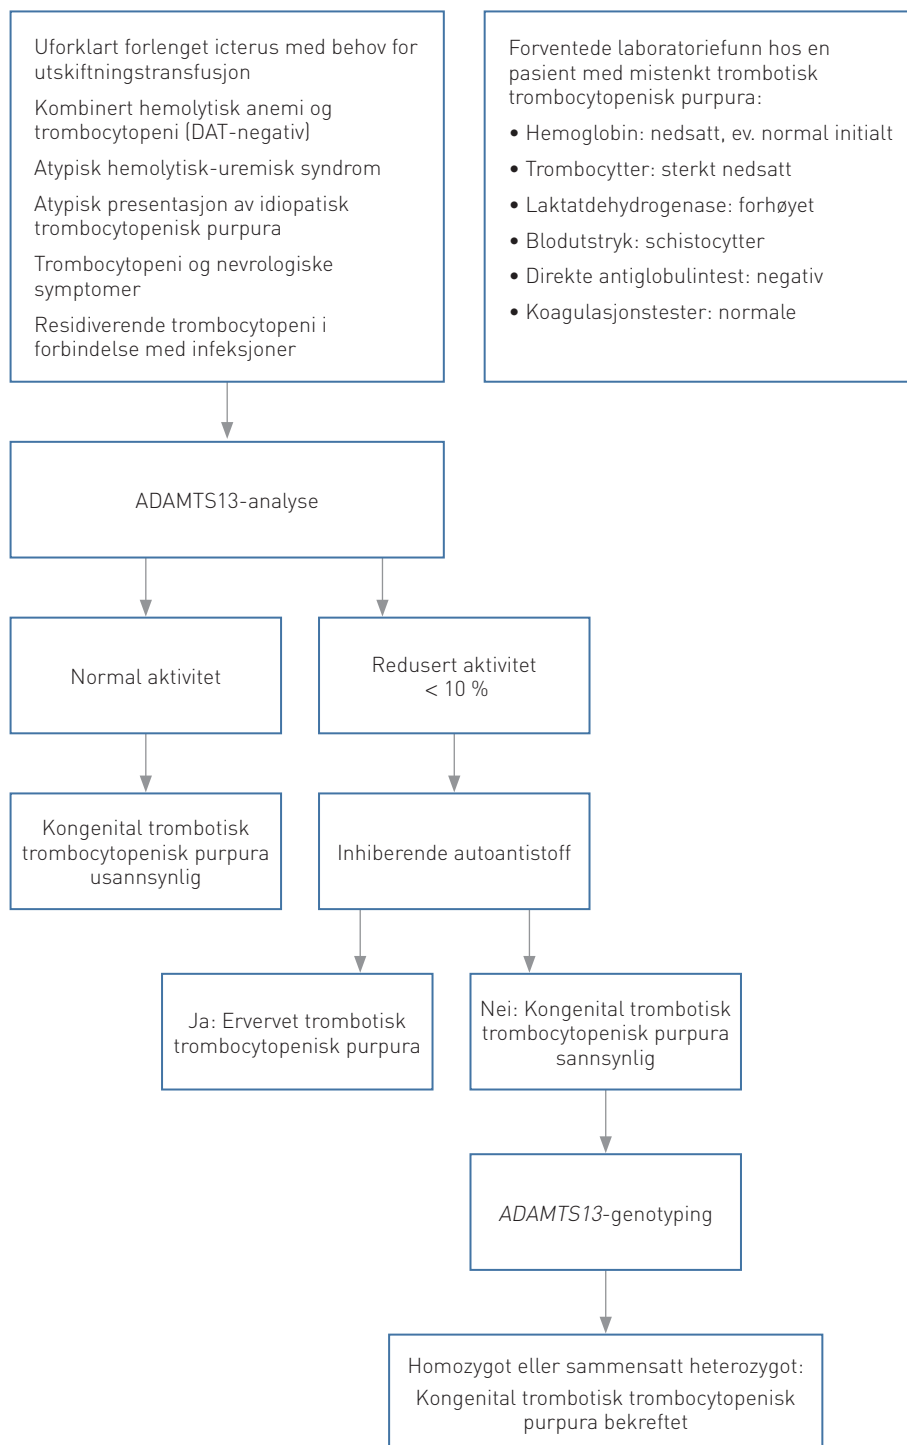 Uforklart forlenget icterus med behov for
utskiftningstransfusjon
Kombinert hemolytisk anemi og
trombocytopeni (DAT-negativ)
Atypisk hemolytisk-uremisk syndrom
Atypisk presentasjon av idiopatisk
trombocytopenisk purpura
Trombocytopeni og nevrologiske
symptomer
Residiverende trombocytopeni i
forbindelse med infeksjoner
Forventede laboratoriefunn hos en
pasient med mistenkt trombotisk
trombocytopenisk purpura:
• Hemoglobin: nedsatt, ev. normal initialt
• Trombocytter: sterkt nedsatt
• Laktatdehydrogenase: forhøyet
• Blodutstryk: schistocytter
• Direkte antiglobulintest: negativ
• Koagulasjonstester: normale
ADAMTS13-analyse
Normal aktivitet
Redusert aktivitet
< 10 %
Kongenital trombotisk
trombocytopenisk purpura
usannsynlig
Inhiberende autoantistoff
Ja: Ervervet trombotisk
trombocytopenisk purpura
Nei: Kongenital trombotisk
trombocytopenisk purpura
sannsynlig
ADAMTS13-genotyping
Homozygot eller sammensatt heterozygot:
Kongenital trombotisk trombocytopenisk
purpura bekreftet